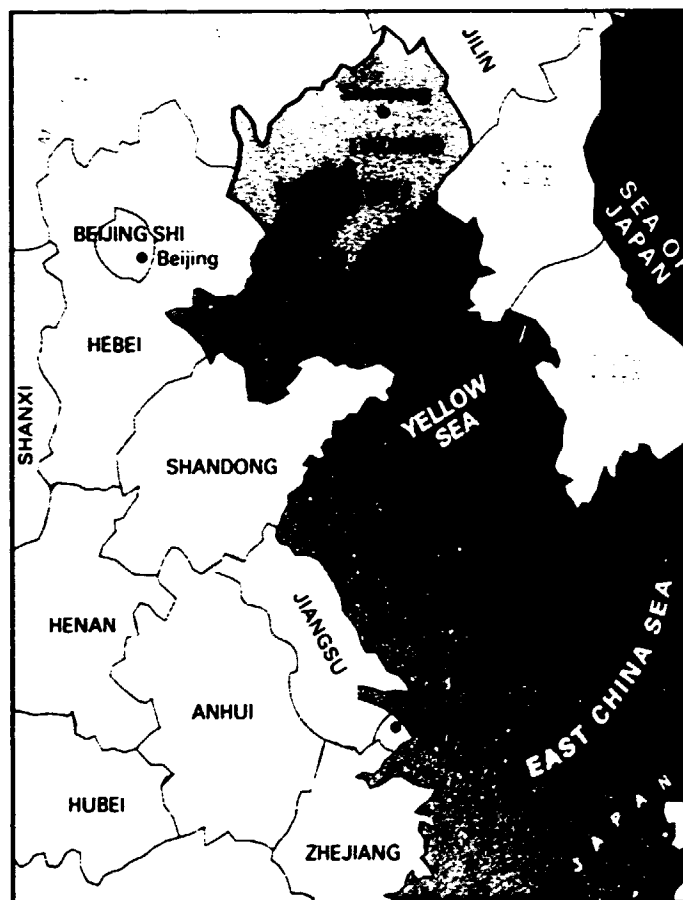 JILIN
SEA OF
JAPAN
BEIJING SHI
Beijing
HEBEI
SHANXI
YELLOW
SEA
SHANDONG
JIANGSU
HENAN
ANHUI
EAST CHINA SEA
HUBEI
JAPAN
ZHEJIANG